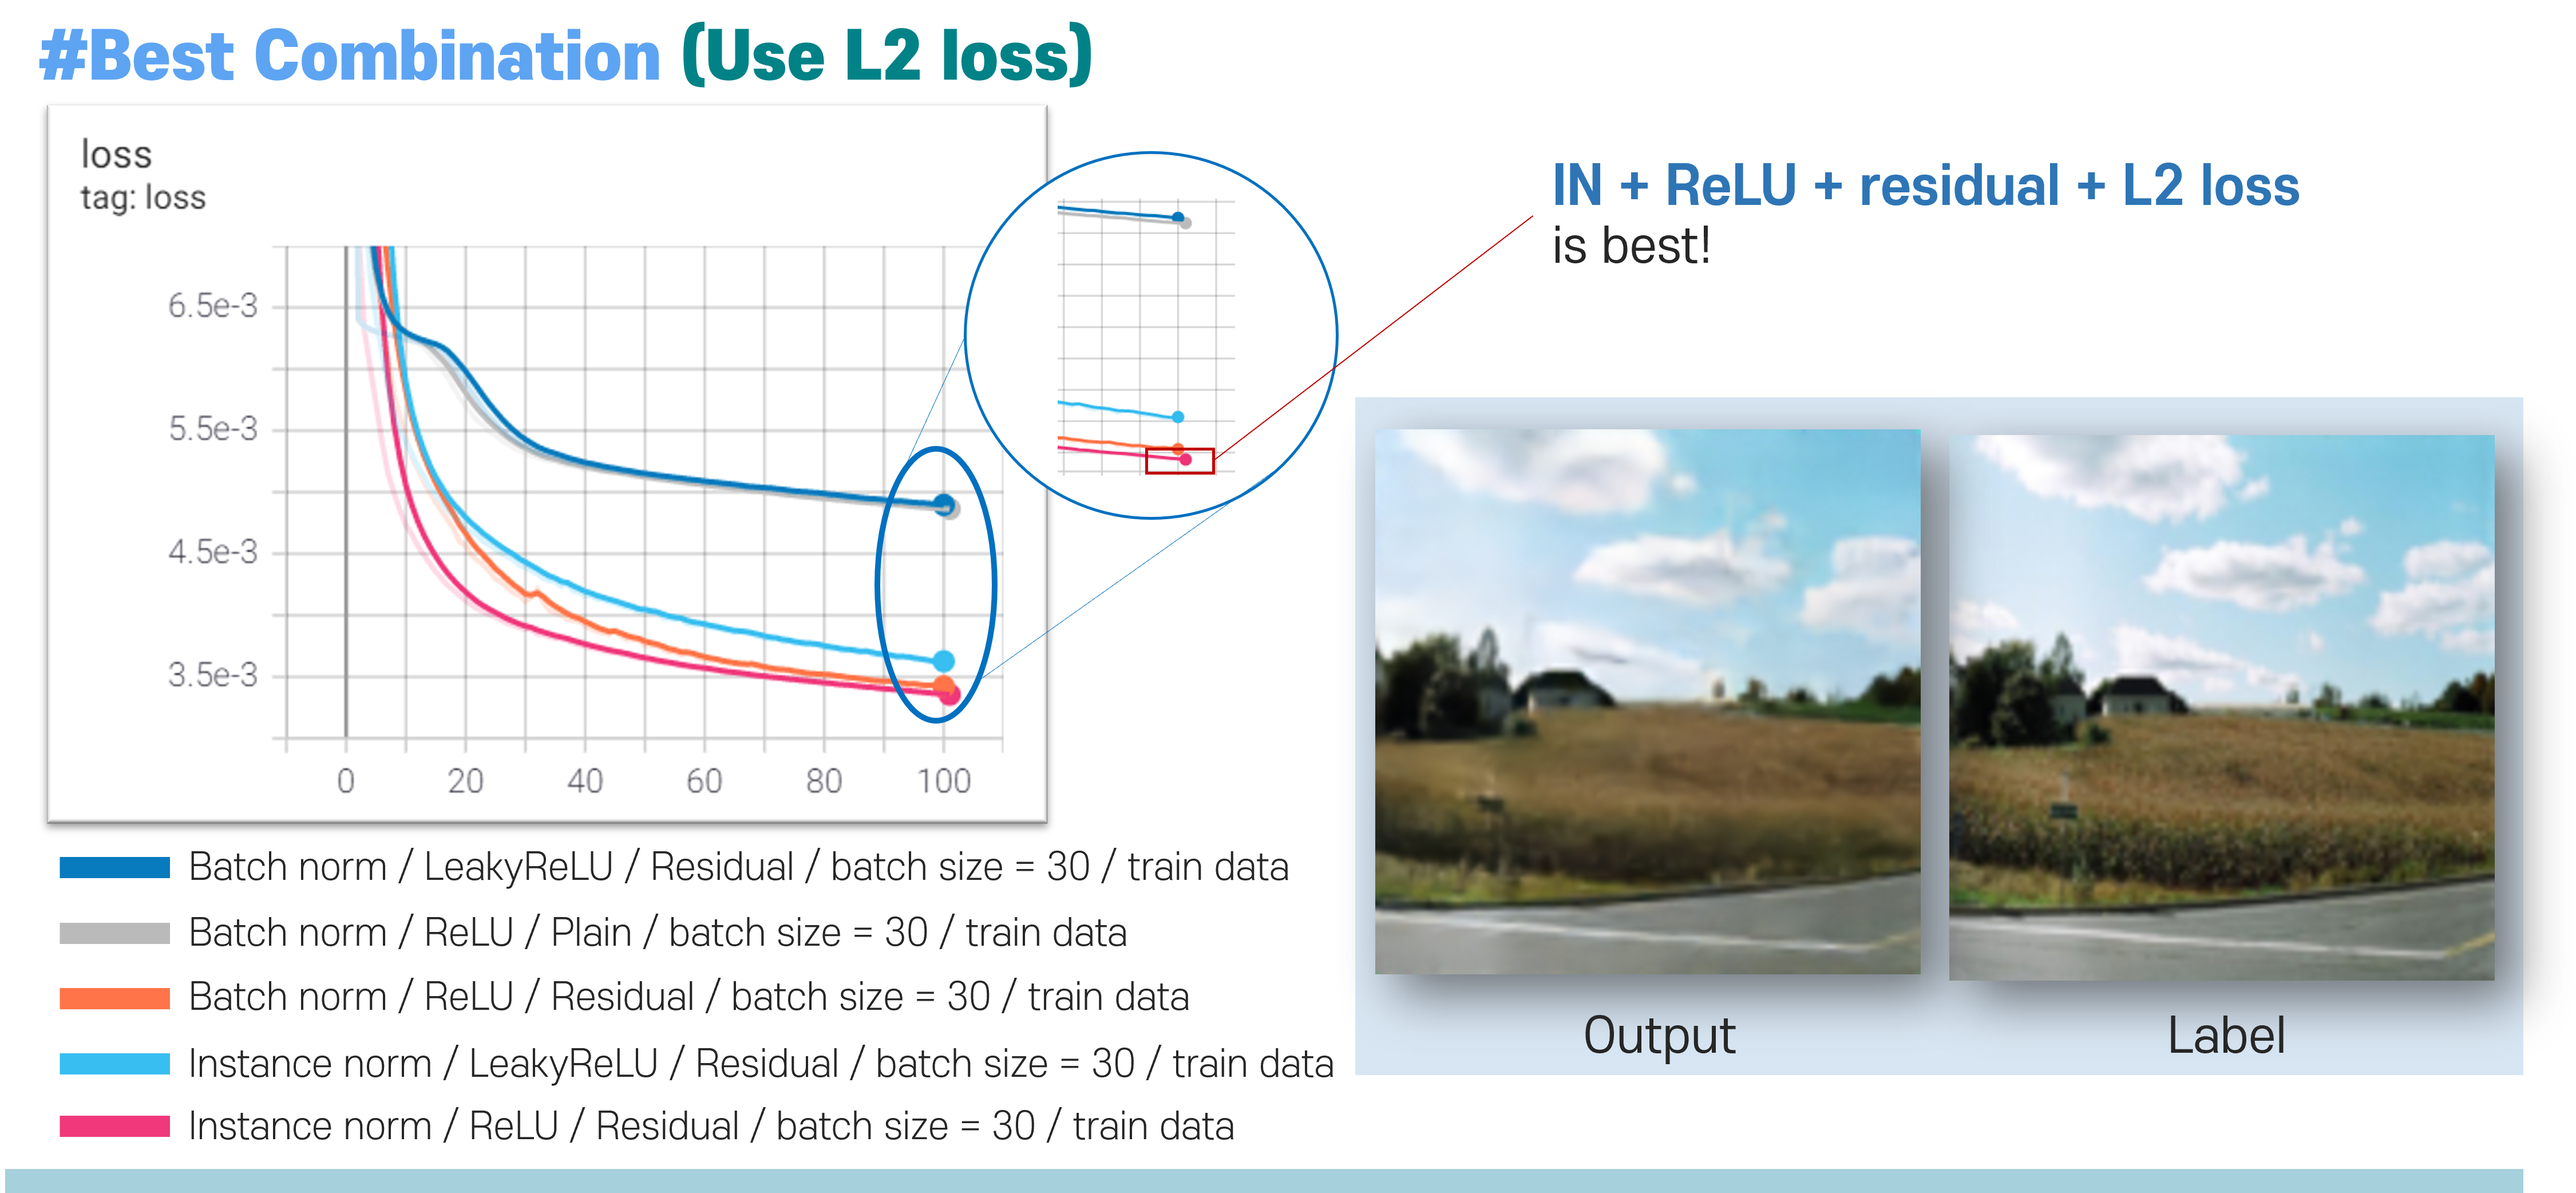 #Best Combination (Use L2 loss)
loss
tag: loss
6.5e-3
5.5e-3
4.5e-3
3.5e-3
0 20 40 60 80 100
IN + ReLU + residual + L2 loss
is best!
Batch norm / LeakyReLU / Residual / batch size = 30 / train data
Batch norm / ReLU / Plain / batch size = 30 / train data
Batch norm / ReLU / Residual / batch size = 30 / train data
Instance norm / LeakyReLU / Residual / batch size = 30 / train data
Instance norm / ReLU / Residual / batch size = 30 / train data
Output
Label